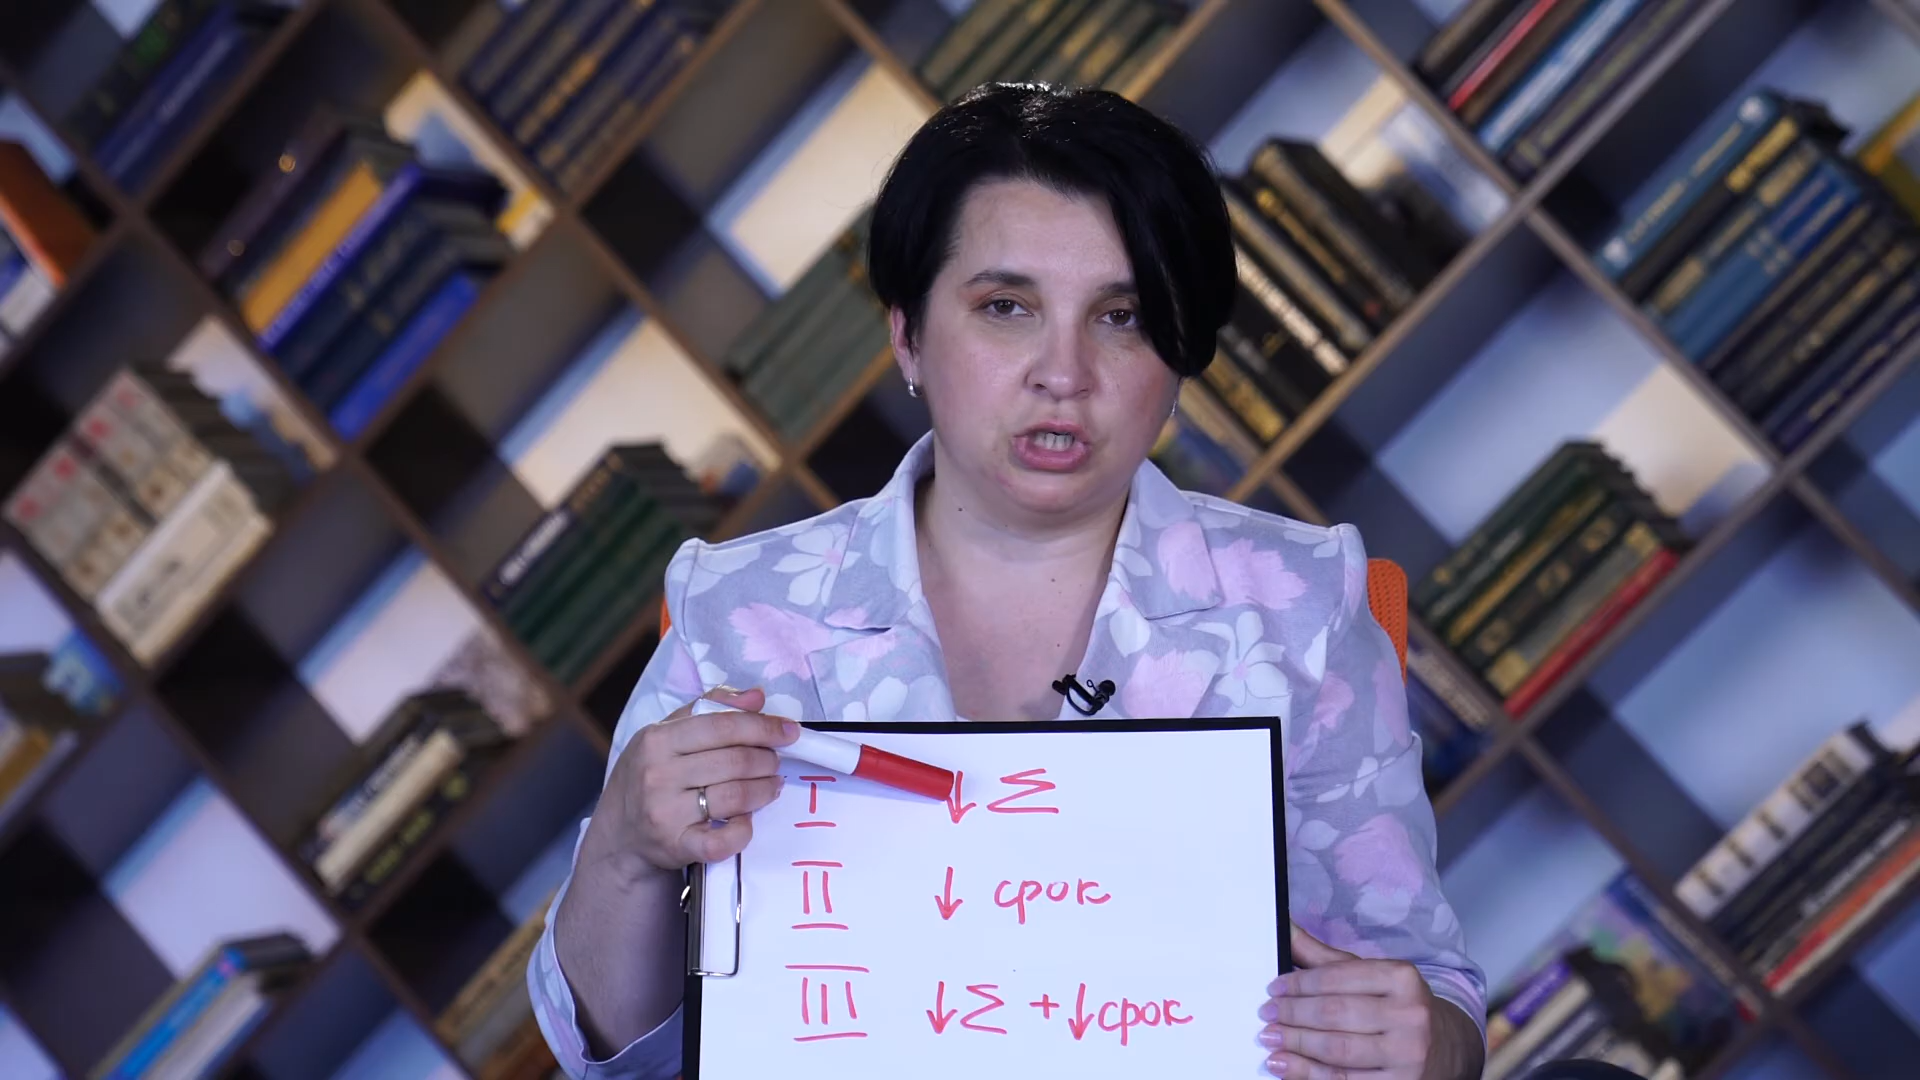 I ↓ Σ
II ↓ срок
III ↓ Σ + ↓ срок